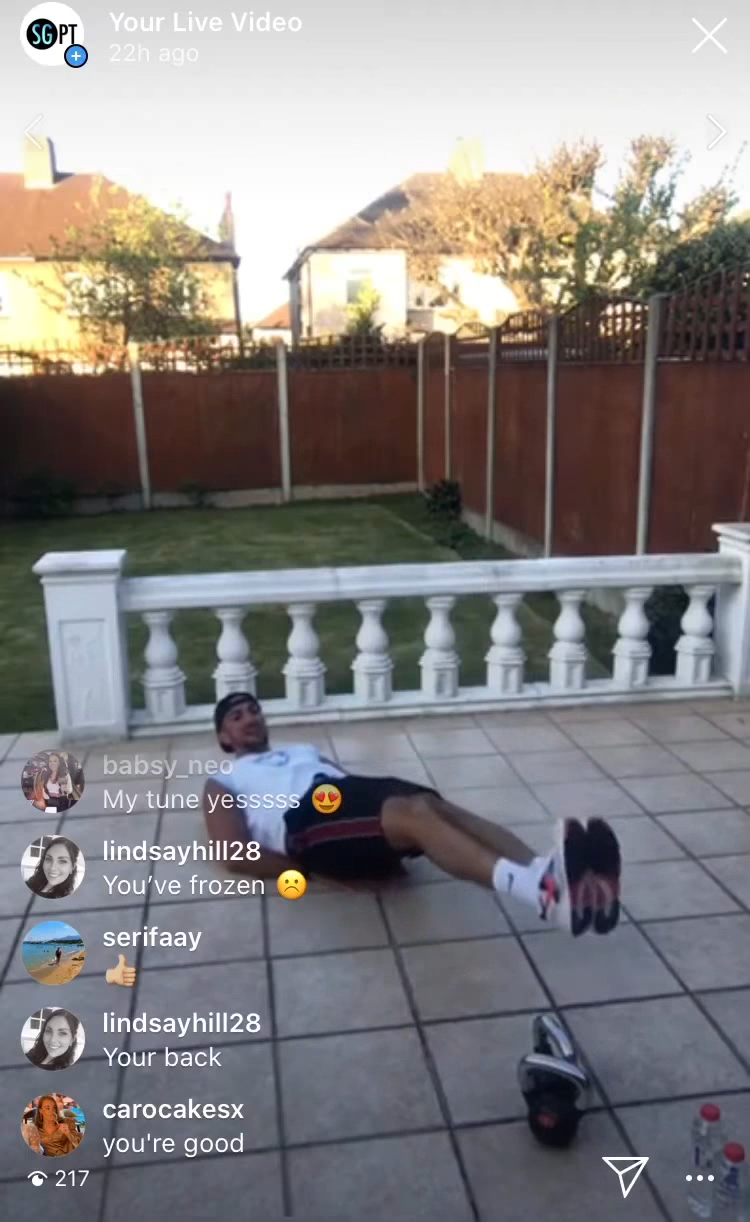 SGPT
Your Live Video
22h ago
babsy_neo
My tune yesssss 😍
lindsayhill28
You've frozen ☹️
serifaay
👍🏼
lindsayhill28
Your back
carocakesx
you're good
217